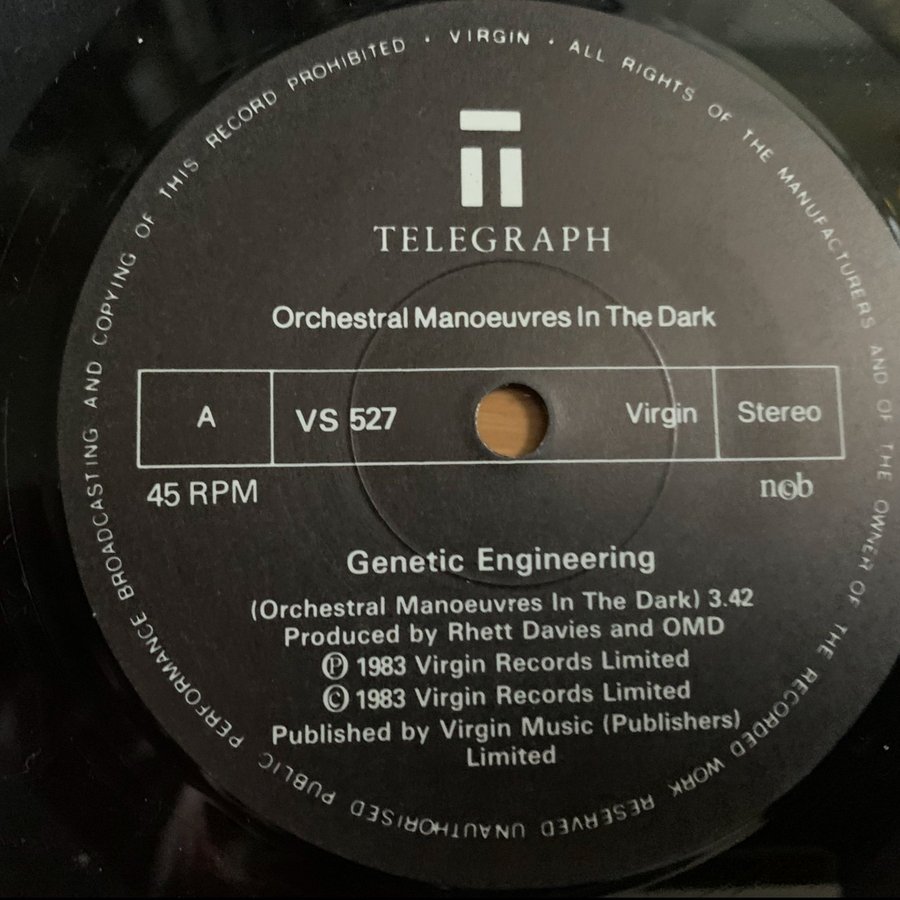 VIRGIN · ALL RIGHTS OF THE MANUFACTURERS AND OF THE OWNER OF THE RECORDED WORK RESERVED UNAUTHORISED PUBLIC PERFORMANCE BROADCASTING AND COPYING OF THIS RECORD PROHIBITED ·
TELEGRAPH
Orchestral Manoeuvres In The Dark
A VS 527 Virgin Stereo
45 RPM ncb
Genetic Engineering
(Orchestral Manoeuvres In The Dark) 3.42
Produced by Rhett Davies and OMD
Ⓟ 1983 Virgin Records Limited
© 1983 Virgin Records Limited
Published by Virgin Music (Publishers)
Limited